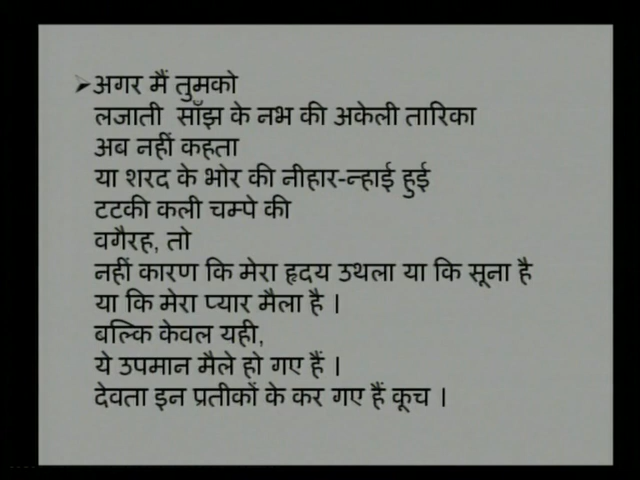 ➢अगर मैं तुमको
लजाती साँझ के नभ की अकेली तारिका
अब नहीं कहता
या शरद के भोर की नीहार-न्हाई हुई
टटकी कली चम्पे की
वगैरह, तो
नहीं कारण कि मेरा हृदय उथला या कि सूना है
या कि मेरा प्यार मैला है ।
बल्कि केवल यही,
ये उपमान मैले हो गए हैं ।
देवता इन प्रतीकों के कर गए हैं कूच ।